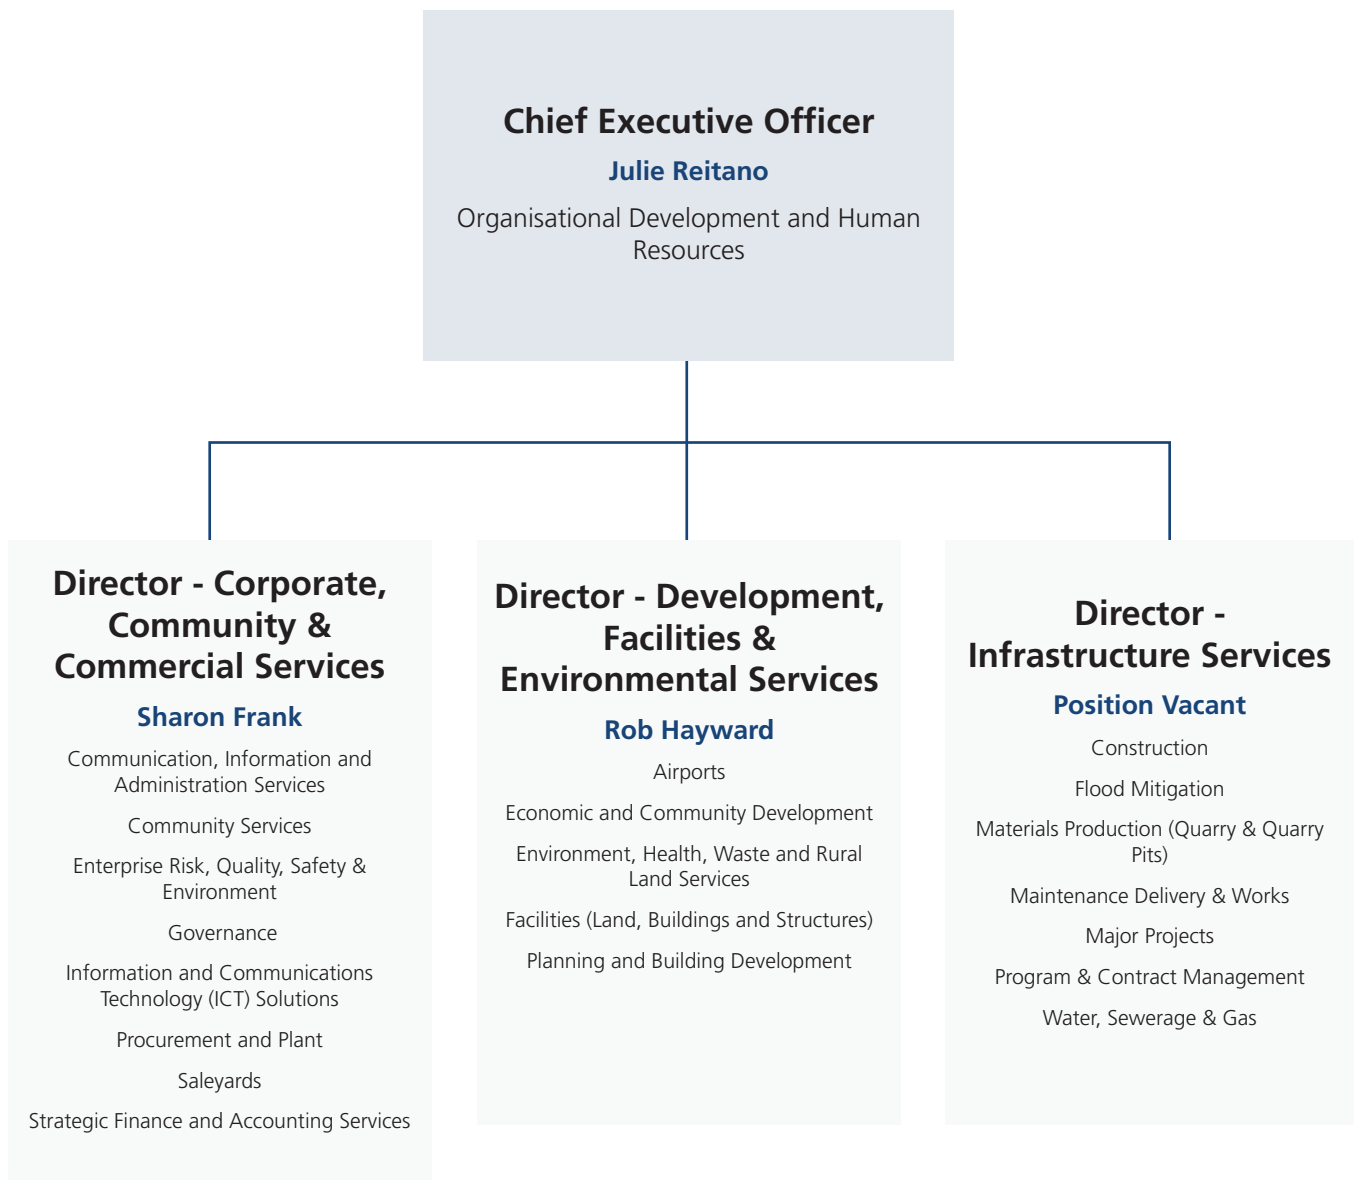 Chief Executive Officer
Julie Reitano
Organisational Development and Human
Resources
Director - Corporate,
Community &
Commercial Services
Sharon Frank
Communication, Information and
Administration Services
Community Services
Enterprise Risk, Quality, Safety &
Environment
Governance
Information and Communications
Technology (ICT) Solutions
Procurement and Plant
Saleyards
Strategic Finance and Accounting Services
Director - Development,
Facilities &
Environmental Services
Rob Hayward
Airports
Economic and Community Development
Environment, Health, Waste and Rural
Land Services
Facilities (Land, Buildings and Structures)
Planning and Building Development
Director -
Infrastructure Services
Position Vacant
Construction
Flood Mitigation
Materials Production (Quarry & Quarry
Pits)
Maintenance Delivery & Works
Major Projects
Program & Contract Management
Water, Sewerage & Gas